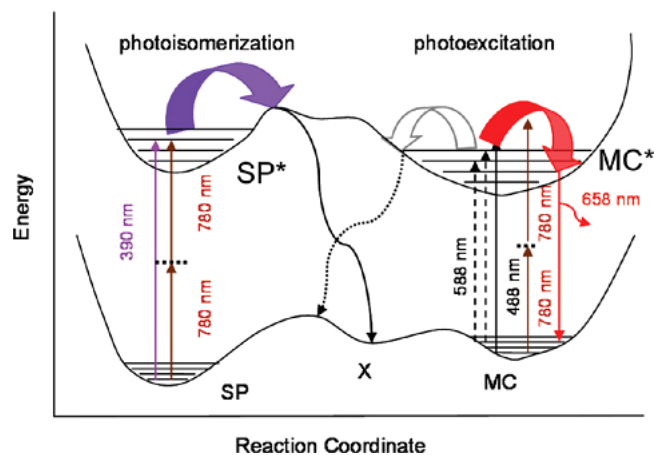 photoisomerization
photoexcitation
SP*
MC*
Energy
390 nm
780 nm
780 nm
588 nm
488 nm
780 nm
780 nm
658 nm
SP
X
MC
Reaction Coordinate